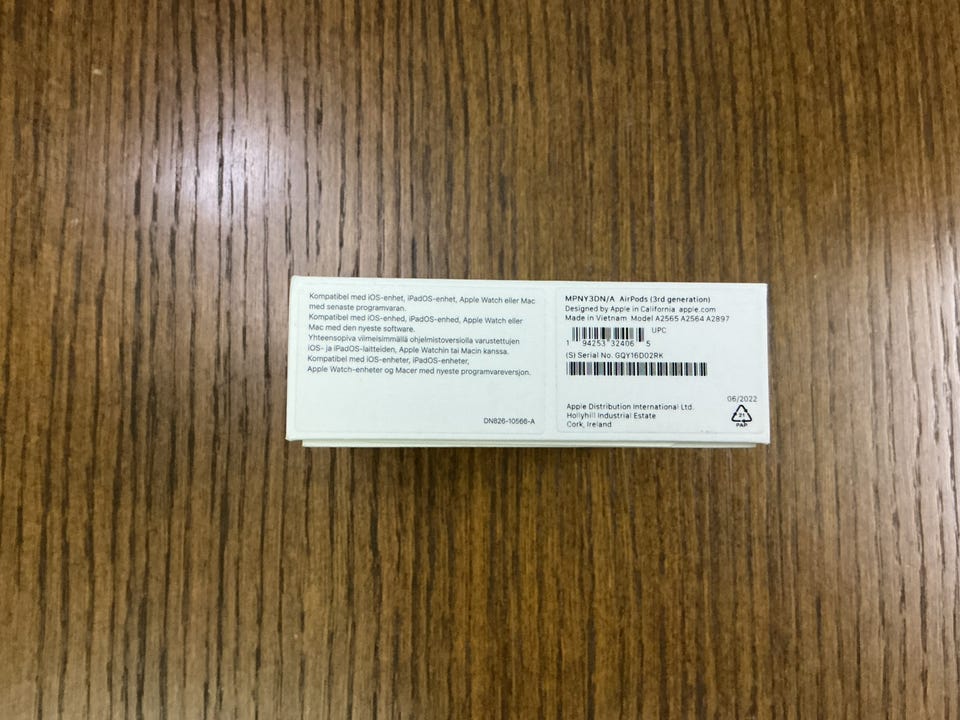 Kompatibel med iOS-enhet, iPadOS-enhet, Apple Watch eller Mac
med senaste programvaran.
Kompatibel med iOS-enhed, iPadOS-enhed, Apple Watch eller
Mac med den nyeste software.
Yhteensopiva viimeisimmällä ohjelmistoversiolla varustettujen
iOS- ja iPadOS-laitteiden, Apple Watchin tai Macin kanssa.
Kompatibel med iOS-enheter, iPadOS-enheter,
Apple Watch-enheter og Macer med nyeste programvareversjon.
DN826-10566-A
MPNY3DN/A AirPods (3rd generation)
Designed by Apple in California apple.com
Made in Vietnam Model A2565 A2564 A2897
UPC
1 94253 32406 5
(S) Serial No. GQY16D02RK
06/2022
Apple Distribution International Ltd.
Hollyhill Industrial Estate
Cork, Ireland
21
PAP